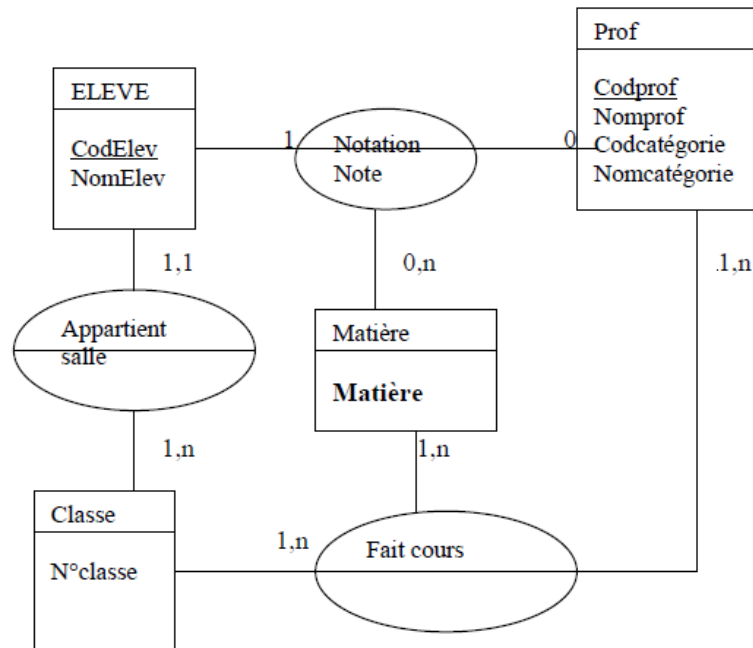 Prof
Codprof
Nomprof
Codcatégorie
Nomcatégorie
ELEVE
CodElev
NomElev
1
Notation
Note
0
1,1
0,n
1,n
Appartient
salle
Matière
Matière
1,n
1,n
Classe
N°classe
1,n
Fait cours